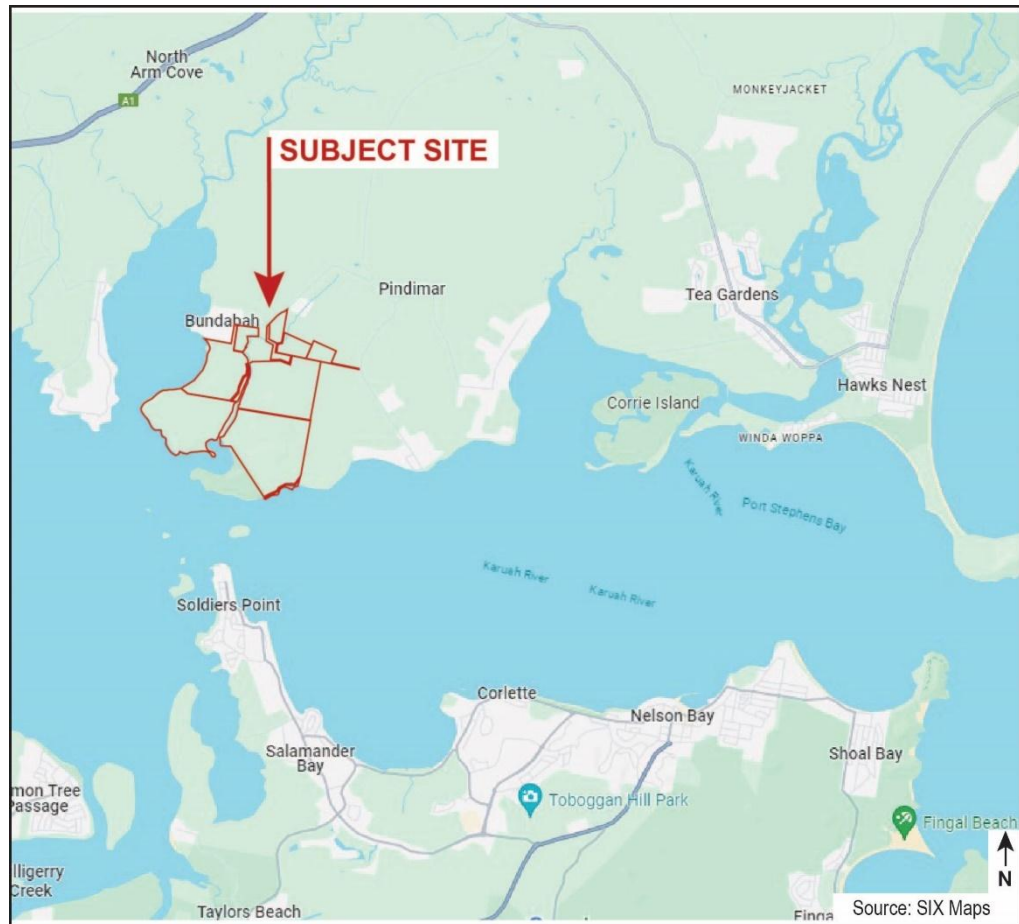 North
Arm Cove
A1
MONKEYJACKET
SUBJECT SITE
Pindimar
Tea Gardens
Bundabah
Hawks Nest
Corrie Island
WINDA WOPPA
Karuah River
Port Stephens Bay
Karuah River
Karuah River
Soldiers Point
Corlette
Nelson Bay
Salamander
Bay
Shoal Bay
mon Tree
Passage
Toboggan Hill Park
Fingal Beach
N
lligerry
Creek
Taylors Beach
Finga
Source: SIX Maps